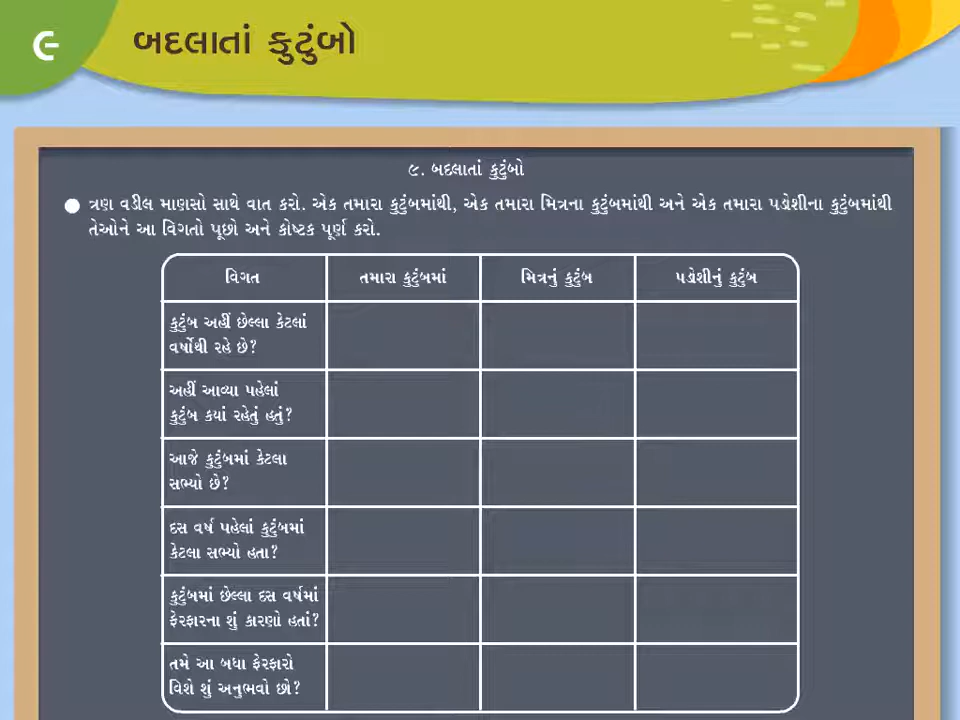 ૯ બદલાતાં કુટુંબો
૯. બદલાતાં કુટુંબો
ત્રણ વડીલ માણસો સાથે વાત કરો. એક તમારા કુટુંબમાંથી, એક તમારા મિત્રના કુટુંબમાંથી અને એક તમારા પડોશીના કુટુંબમાંથી
તેઓને આ વિગતો પૂછો અને કોષ્ટક પૂર્ણ કરો.
વિગત તમારા કુટુંબમાં મિત્રનું કુટુંબ પડોશીનું કુટુંબ
કુટુંબ અહીં છેલ્લા કેટલાં
વર્ષોથી રહે છે?
અહીં આવ્યા પહેલાં
કુટુંબ કયાં રહેતું હતું?
આજે કુટુંબમાં કેટલા
સભ્યો છે?
દસ વર્ષ પહેલાં કુટુંબમાં
કેટલા સભ્યો હતા?
કુટુંબમાં છેલ્લા દસ વર્ષમાં
ફેરફારના શું કારણો હતાં?
તમે આ બધા ફેરફારો
વિશે શું અનુભવો છો?